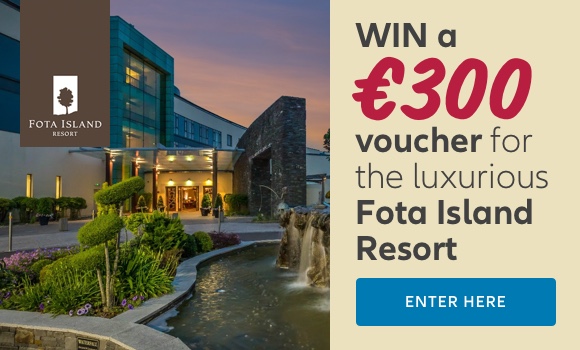 FOTA ISLAND
RESORT
WIN a
€300
voucher for
the luxurious
Fota Island
Resort
ENTER HERE